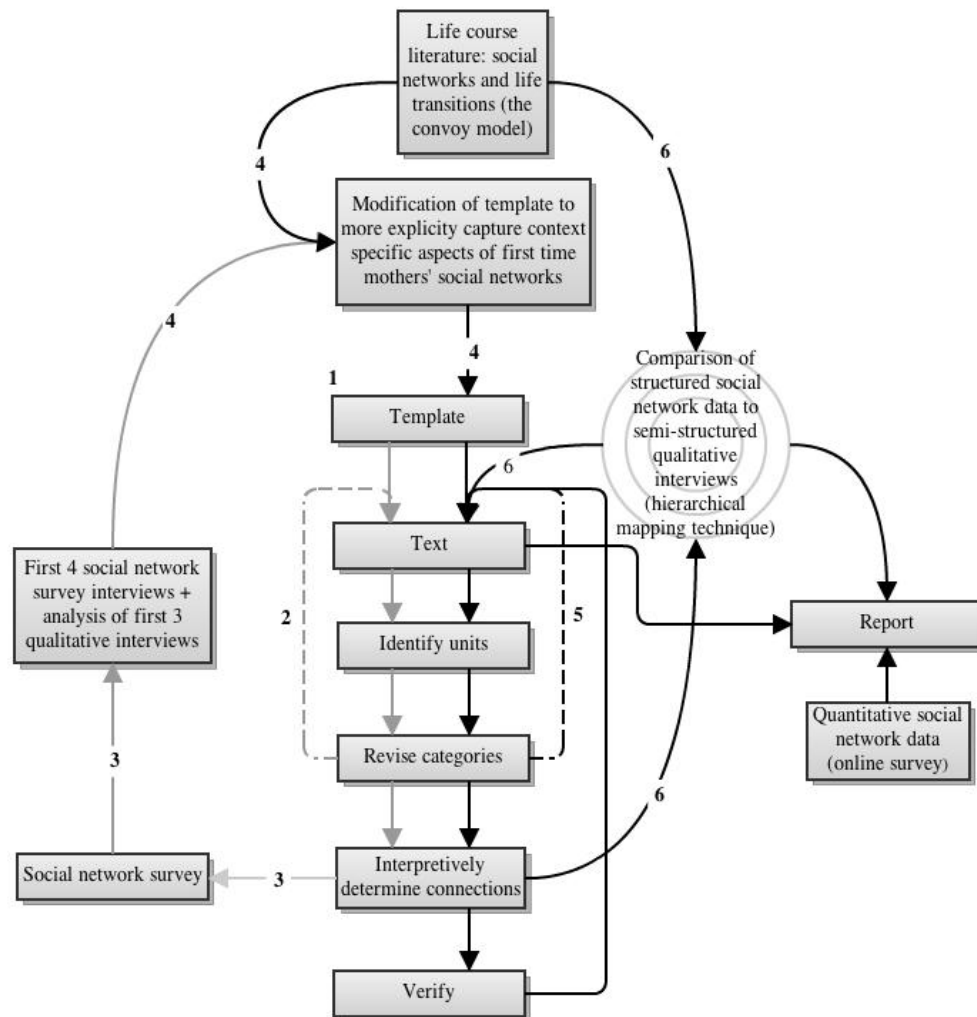 Life course
literature: social
networks and life
transitions (the
convoy model)
4
6
Modification of template to
more explicity capture context
specific aspects of first time
mothers' social networks
4
4
1
Template
Comparison of
structured social
network data to
semi-structured
qualitative
interviews
(hierarchical
mapping technique)
6
Text
First 4 social network
survey interviews +
analysis of first 3
qualitative interviews
2
5
Identify units
Report
Quantitative social
network data
(online survey)
Revise categories
3
6
Social network survey
3
Interpretively
determine connections
Verify